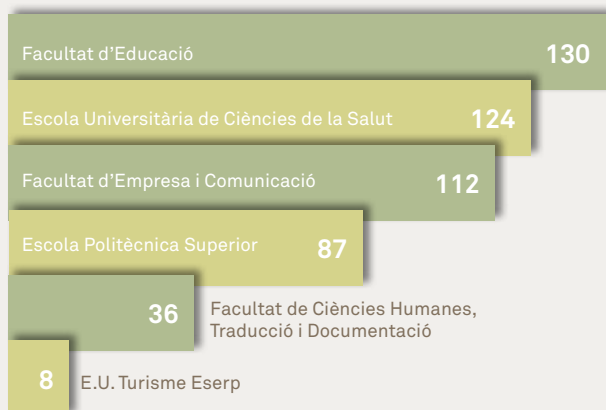 Facultat d’Educació 130
Escola Universitària de Ciències de la Salut 124
Facultat d’Empresa i Comunicació 112
Escola Politècnica Superior 87
36 Facultat de Ciències Humanes,
Traducció i Documentació
8 E.U. Turisme Eserp